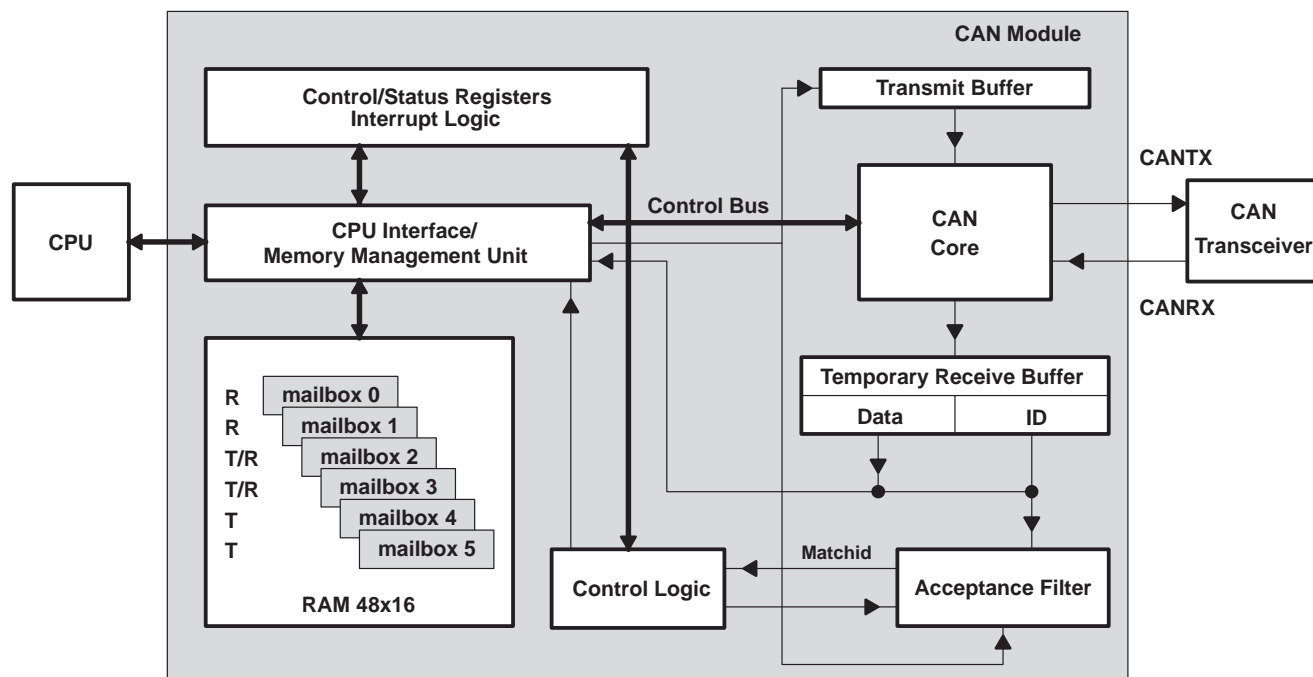 CAN Module
Control/Status Registers
Interrupt Logic
Transmit Buffer
CANTX
CPU
CPU Interface/
Memory Management Unit
Control Bus
CAN
Core
CAN
Transceiver
CANRX
Temporary Receive Buffer
Data
ID
R
mailbox 0
R
mailbox 1
T/R
mailbox 2
T/R
mailbox 3
T
mailbox 4
T
mailbox 5
RAM 48x16
Control Logic
Matchid
Acceptance Filter